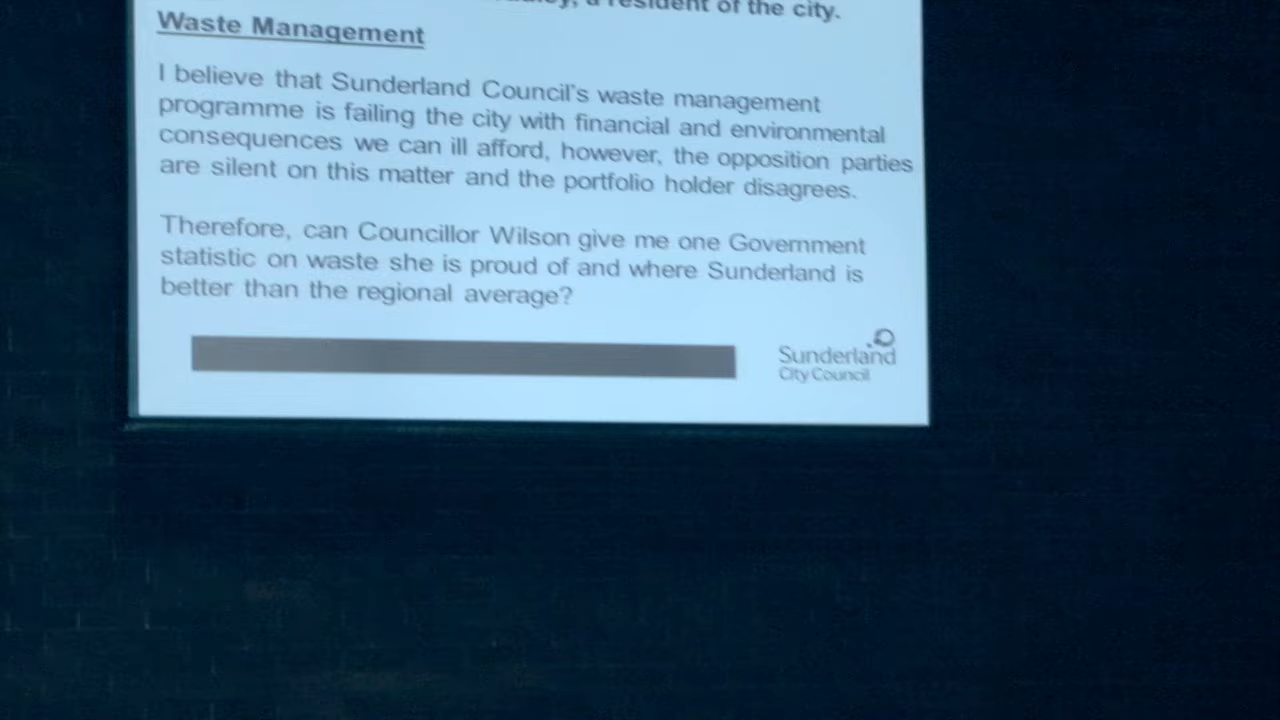 a resident of the city.
Waste Management
I believe that Sunderland Council's waste management
programme is failing the city with financial and environmental
consequences we can ill afford, however, the opposition parties
are silent on this matter and the portfolio holder disagrees.
Therefore, can Councillor Wilson give me one Government
statistic on waste she is proud of and where Sunderland is
better than the regional average?
Sunderland
City Council